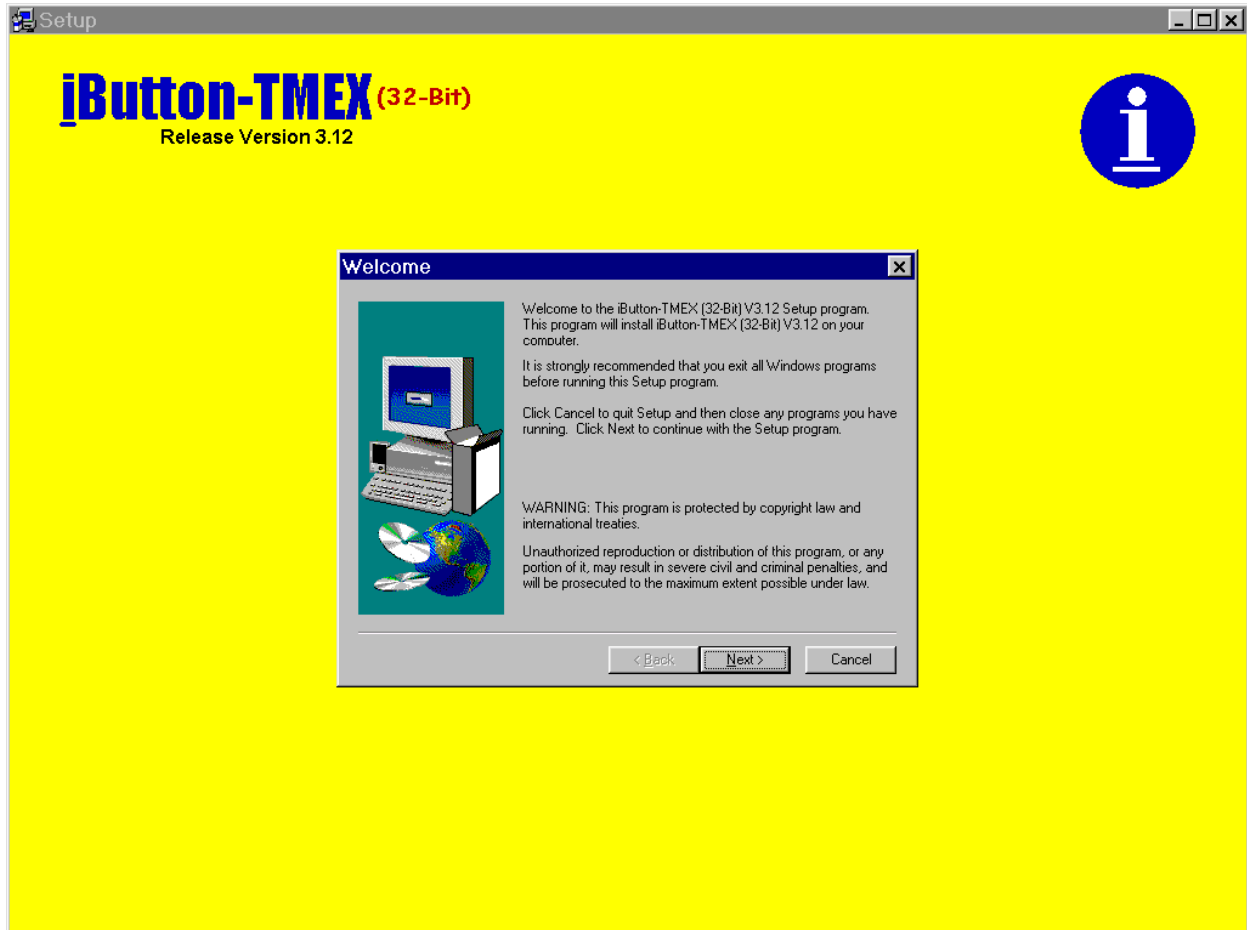 Setup
iButton-TMEX (32-Bit)
Release Version 3.12
Welcome
Welcome to the iButton-TMEX (32-Bit) V3.12 Setup program.
This program will install iButton-TMEX (32-Bit) V3.12 on your
computer.
It is strongly recommended that you exit all Windows programs
before running this Setup program.
Click Cancel to quit Setup and then close any programs you have
running.  Click Next to continue with the Setup program.
WARNING: This program is protected by copyright law and
international treaties.
Unauthorized reproduction or distribution of this program, or any
portion of it, may result in severe civil and criminal penalties, and
will be prosecuted to the maximum extent possible under law.
< Back Next > Cancel